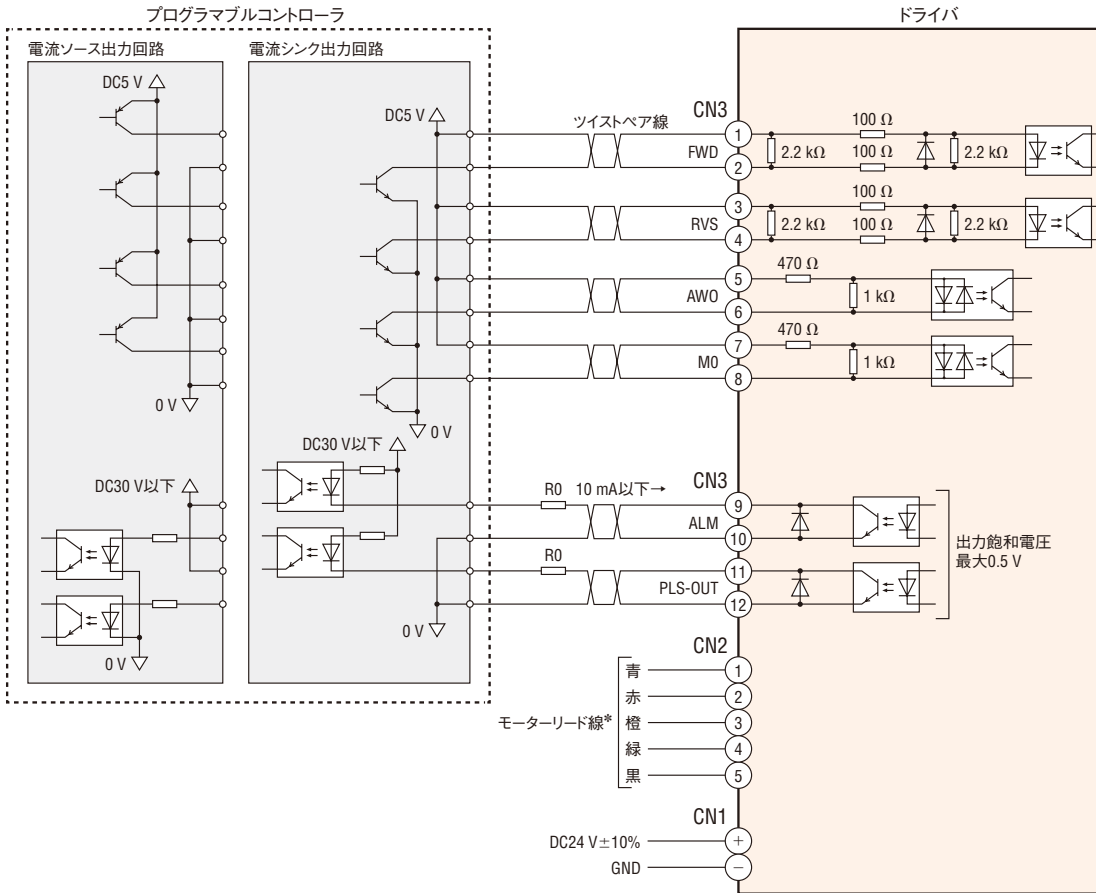 プログラマブルコントローラ
ドライバ
電流ソース出力回路
電流シンク出力回路
DC5 V
DC5 V
0 V
0 V
DC30 V以下
DC30 V以下
0 V
0 V
ツイストペア線
CN3
1
FWD
2
3
RVS
4
5
AWO
6
7
M0
8
2.2 kΩ
100 Ω
100 Ω
2.2 kΩ
2.2 kΩ
100 Ω
100 Ω
2.2 kΩ
470 Ω
1 kΩ
470 Ω
1 kΩ
CN3
R0
10 mA以下→
9
ALM
10
R0
11
PLS-OUT
12
出力飽和電圧
最大0.5 V
CN2
モーターリード線*
青
1
赤
2
橙
3
緑
4
黒
5
CN1
DC24 V±10%
+
GND
−